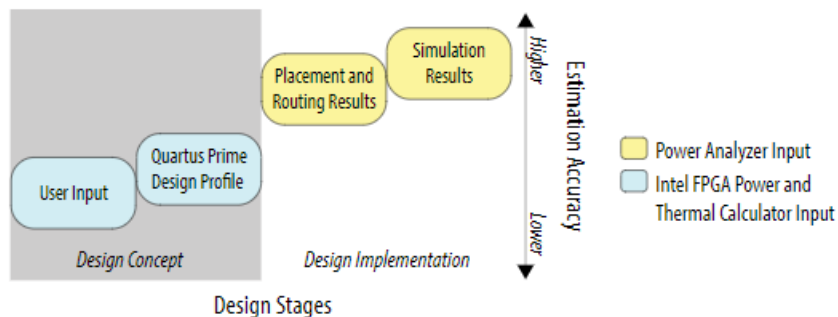 User Input
Quartus Prime
Design Profile
Placement and
Routing Results
Simulation
Results
Design Concept
Design Implementation
Design Stages
Higher
Lower
Estimation Accuracy
Power Analyzer Input
Intel FPGA Power and
Thermal Calculator Input